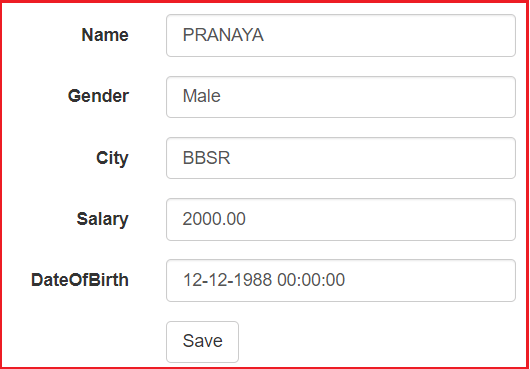 Name PRANAYA
Gender Male
City BBSR
Salary 2000.00
DateOfBirth 12-12-1988 00:00:00
Save